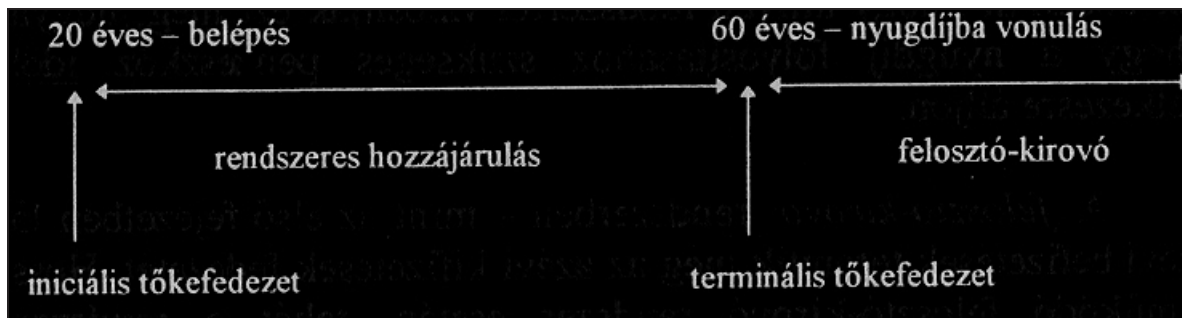 20 éves – belépés
60 éves – nyugdíjba vonulás
rendszeres hozzájárulás
felosztó-kirovó
iniciális tőkefedezet
terminális tőkefedezet